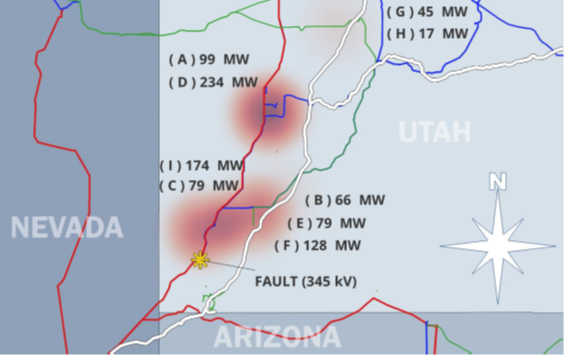 ( G ) 45 MW
( H ) 17 MW
( A ) 99 MW
( D ) 234 MW
UTAH
( I ) 174 MW
( C ) 79 MW
N
( B ) 66 MW
NEVADA
( E ) 79 MW
( F ) 128 MW
FAULT (345 kV)
ARIZONA